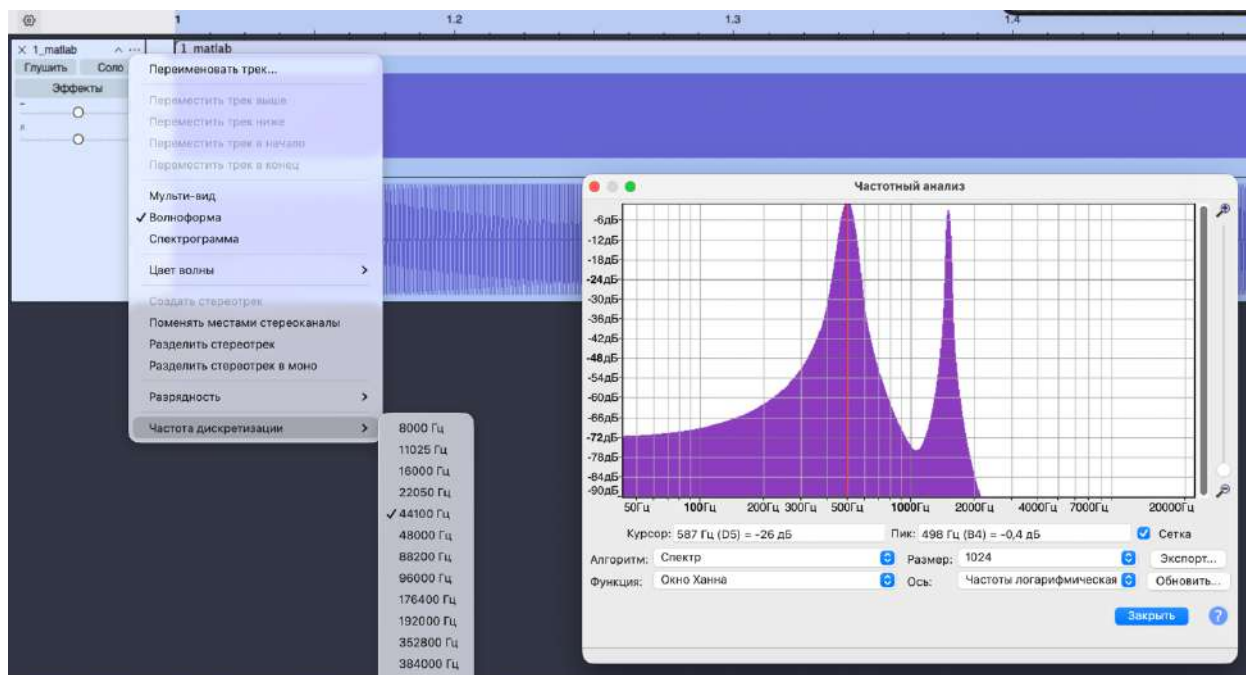 1
1.2
1.3
1.4
1_matlab
1 matlab
Глушить Соло
Эффекты
Переименовать трек...
Переместить трек выше
Переместить трек ниже
Переместить трек в начало
Переместить трек в конец
Мульти-вид
Волноформа
Спектрограмма
Цвет волны
Создать стереотрек
Поменять местами стереоканалы
Разделить стереотрек
Разделить стереотрек в моно
Разрядность
Частота дискретизации
8000 Гц
11025 Гц
16000 Гц
22050 Гц
44100 Гц
48000 Гц
88200 Гц
96000 Гц
176400 Гц
192000 Гц
352800 Гц
384000 Гц
Частотный анализ
-6дБ
-12дБ
-18дБ
-24дБ
-30дБ
-36дБ
-42дБ
-48дБ
-54дБ
-60дБ
-66дБ
-72дБ
-78дБ
-84дБ
-90дБ
50Гц 100Гц 200Гц 300Гц 500Гц 1000Гц 2000Гц 4000Гц 7000Гц 20000Гц
Курсор: 587 Гц (D5) = -26 дБ Пик: 498 Гц (B4) = -0,4 дБ Сетка
Алгоритм: Спектр Размер: 1024 Экспорт...
Функция: Окно Ханна Ось: Частоты логарифмическая Обновить...
Закрыть ?